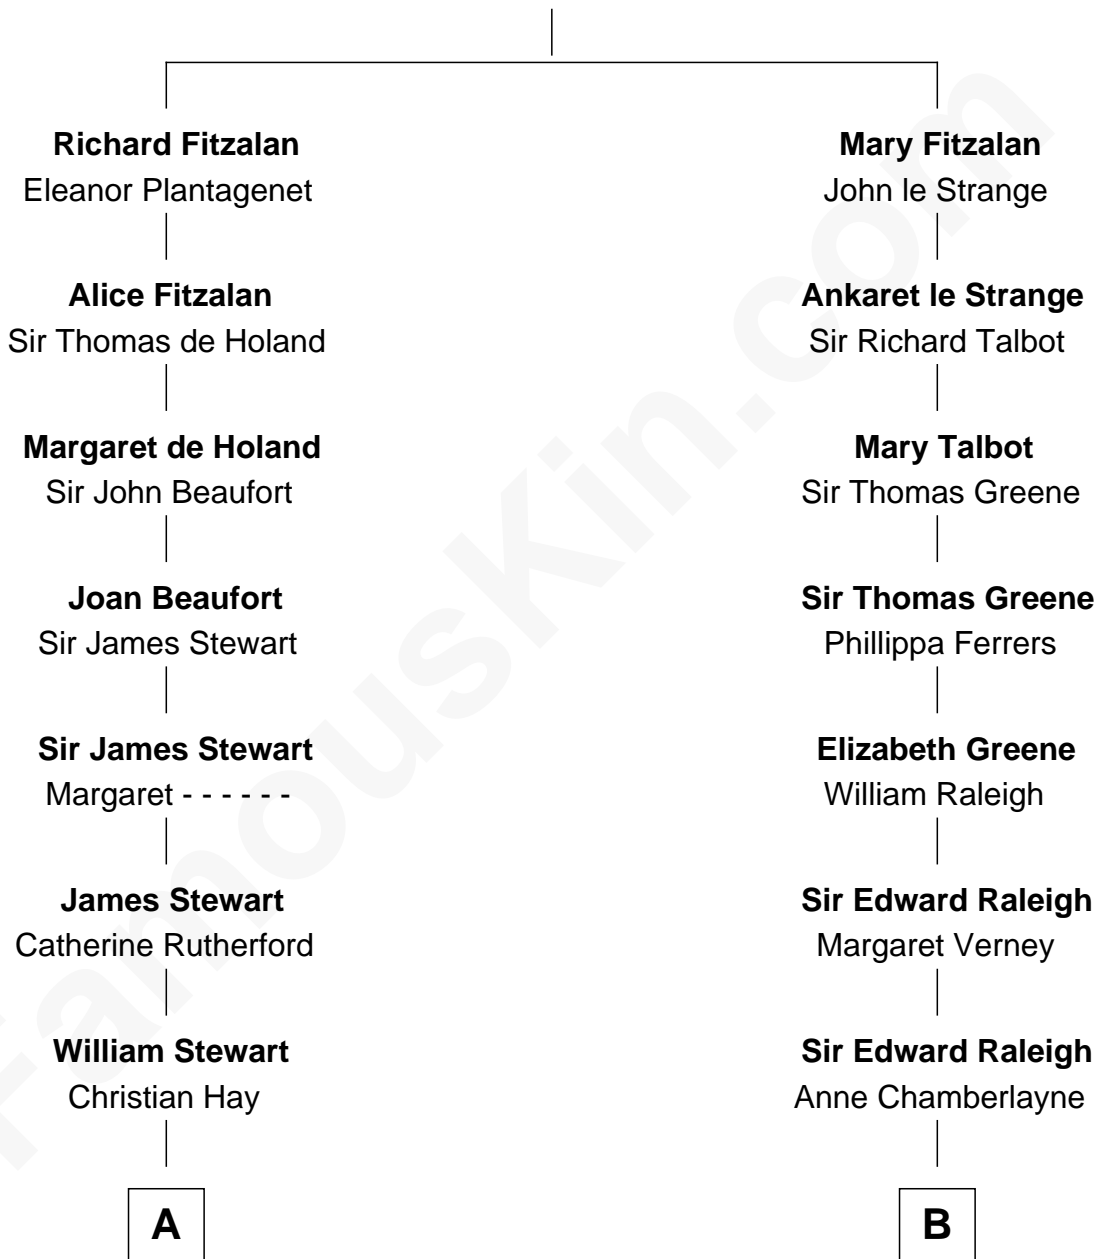 Richard Fitzalan
Eleanor Plantagenet
Alice Fitzalan
Sir Thomas de Holand
Margaret de Holand
Sir John Beaufort
Joan Beaufort
Sir James Stewart
Sir James Stewart
Margaret - - - - - -
James Stewart
Catherine Rutherford
William Stewart
Christian Hay
A
Mary Fitzalan
John le Strange
Ankaret le Strange
Sir Richard Talbot
Mary Talbot
Sir Thomas Greene
Sir Thomas Greene
Phillippa Ferrers
Elizabeth Greene
William Raleigh
Sir Edward Raleigh
Margaret Verney
Sir Edward Raleigh
Anne Chamberlayne
B
FamousKin.com